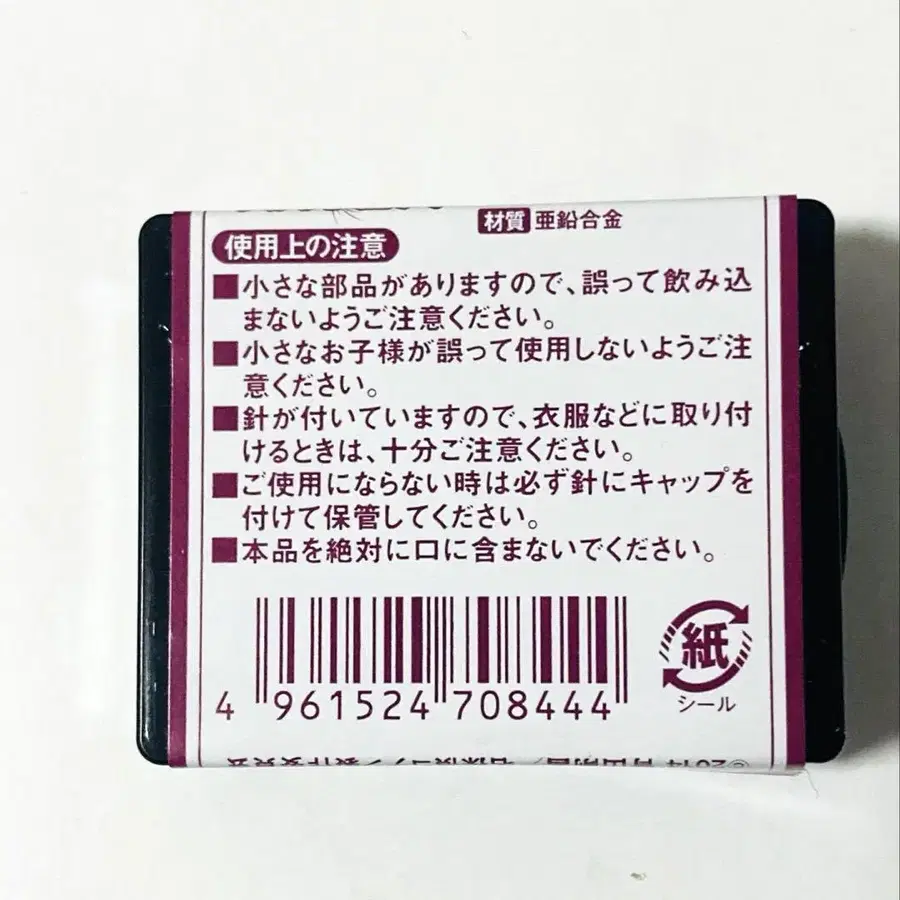 材質 亜鉛合金
使用上の注意
■小さな部品がありますので、誤って飲み込
まないようご注意ください。
■小さなお子様が誤って使用しないようご注
意ください。
■針が付いていますので、衣服などに取り付
けるときは、十分ご注意ください。
■ご使用にならない時は必ず針にキャップを
付けて保管してください。
■本品を絶対に口に含まないでください。
4 961524 708444
紙
シール